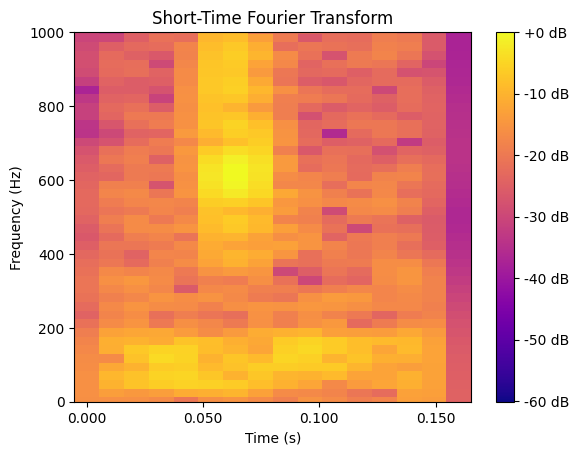 Short-Time Fourier Transform
Frequency (Hz)
1000
800
600
400
200
0
0.000
0.050
0.100
0.150
Time (s)
+0 dB
-10 dB
-20 dB
-30 dB
-40 dB
-50 dB
-60 dB